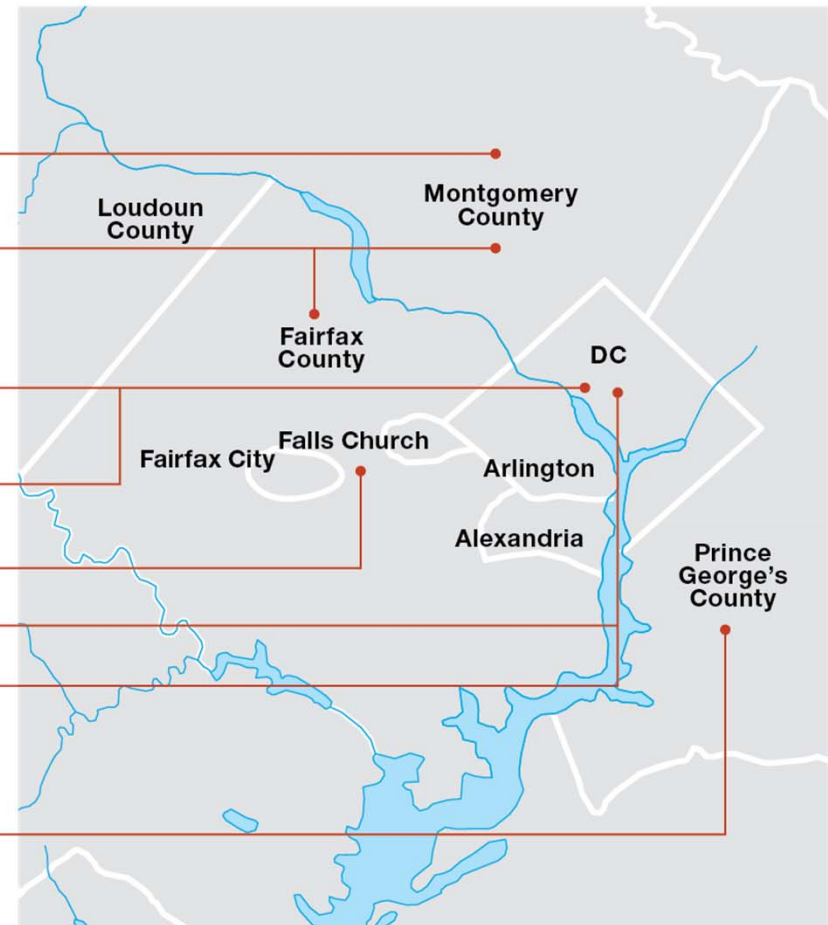 Montgomery
County
Loudoun
County
Fairfax
County
DC
Falls Church
Fairfax City
Arlington
Alexandria
Prince
George’s
County